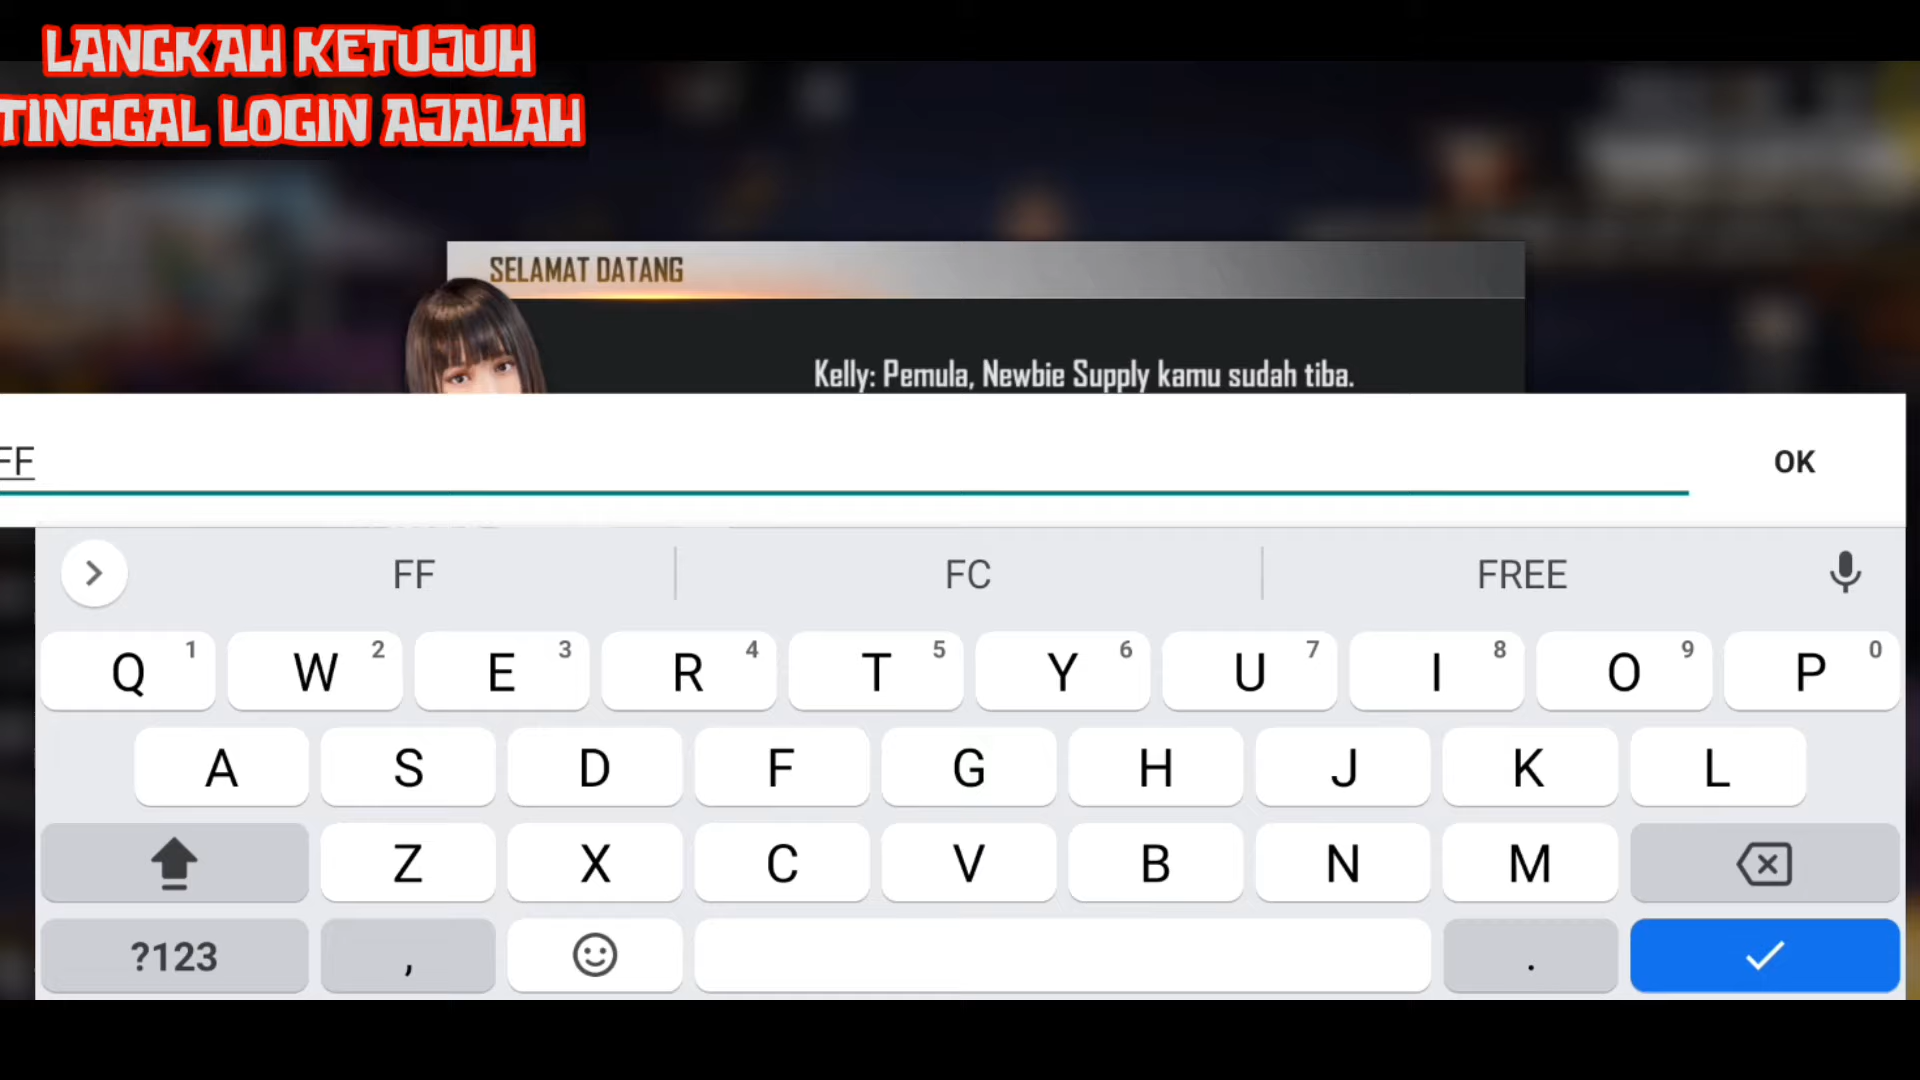 LANGKAH KETUJUH
TINGGAL LOGIN AJALAH
SELAMAT DATANG
Kelly: Pemula, Newbie Supply kamu sudah tiba.
FF
OK
FF FC FREE
Q 1 W 2 E 3 R 4 T 5 Y 6 U 7 I 8 O 9 P 0
A S D F G H J K L
Z X C V B N M
?123 , .